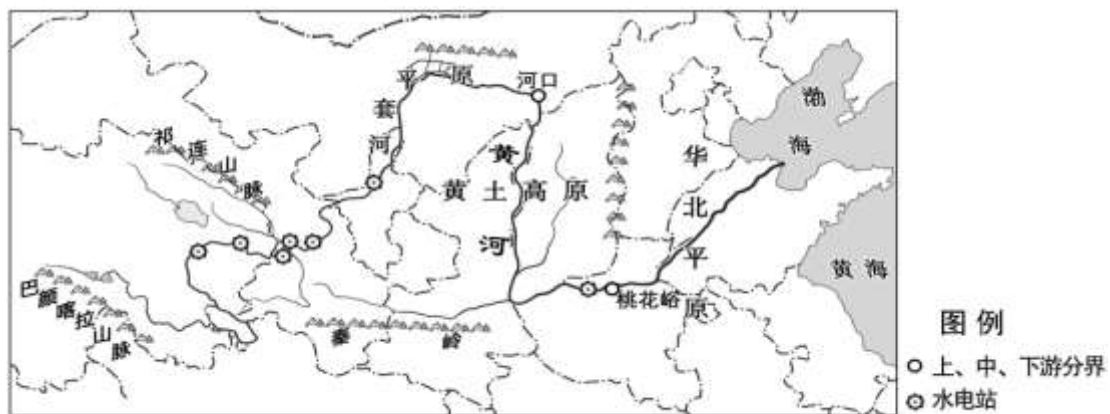 渤海
河口
河套平原
祁连山脉
黄河
华北平原
黄土高原
黄海
巴颜喀拉山脉
桃花峪
秦岭
图例
上、中、下游分界
水电站